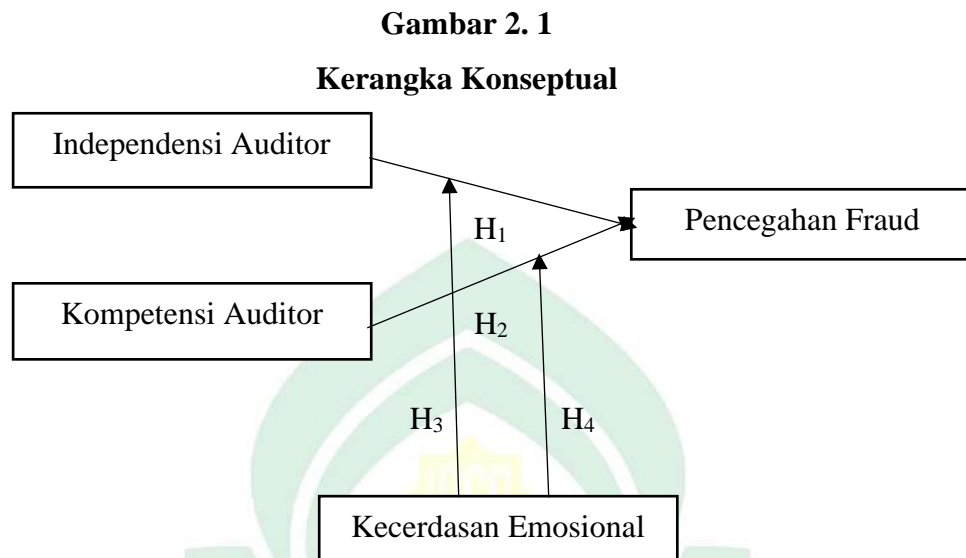 Gambar 2. 1
Kerangka Konseptual
Independensi Auditor
Pencegahan Fraud
H₁
Kompetensi Auditor
H₂
H₃
H₄
Kecerdasan Emosional